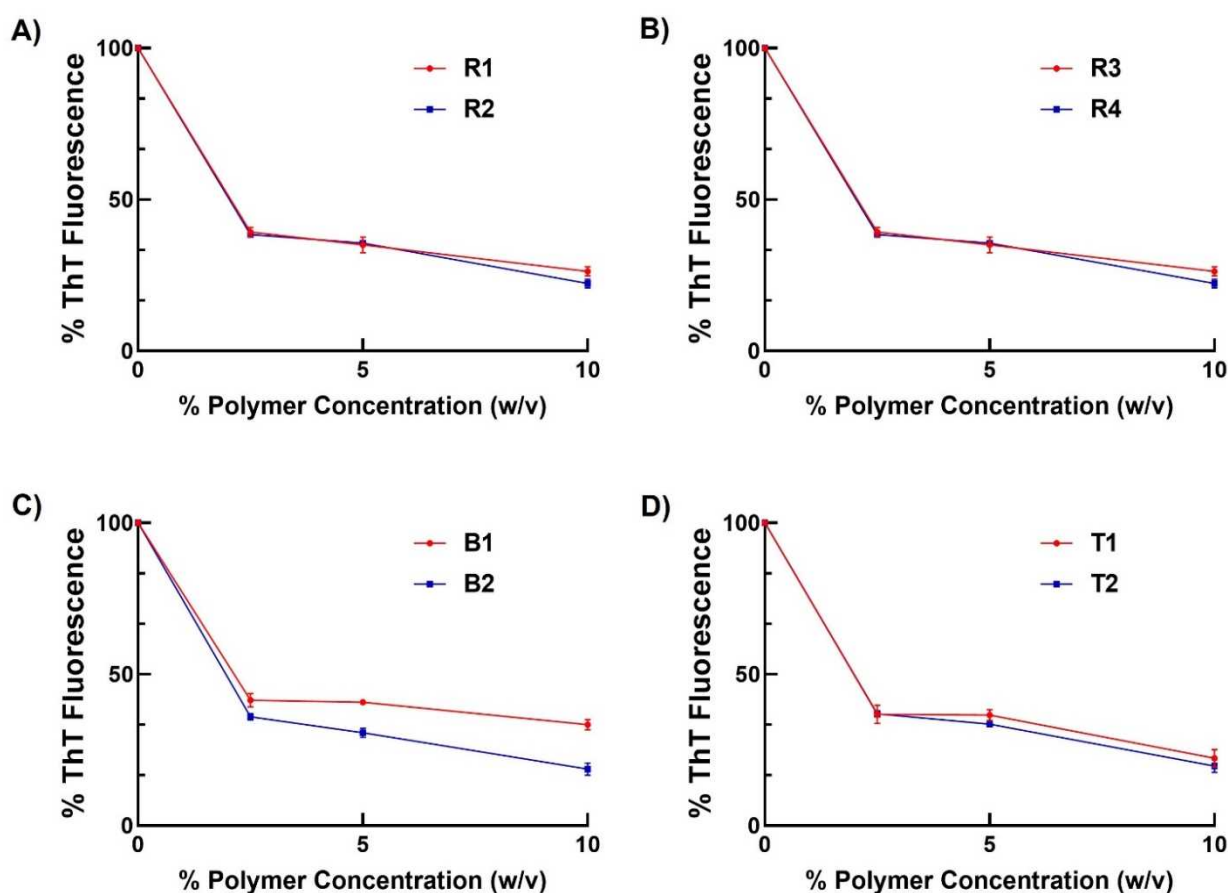 A)
100
50
0
0
5
10
% ThT Fluorescence
% Polymer Concentration (w/v)
R1
R2
B)
100
50
0
0
5
10
% ThT Fluorescence
% Polymer Concentration (w/v)
R3
R4
C)
100
50
0
0
5
10
% ThT Fluorescence
% Polymer Concentration (w/v)
B1
B2
D)
100
50
0
0
5
10
% ThT Fluorescence
% Polymer Concentration (w/v)
T1
T2